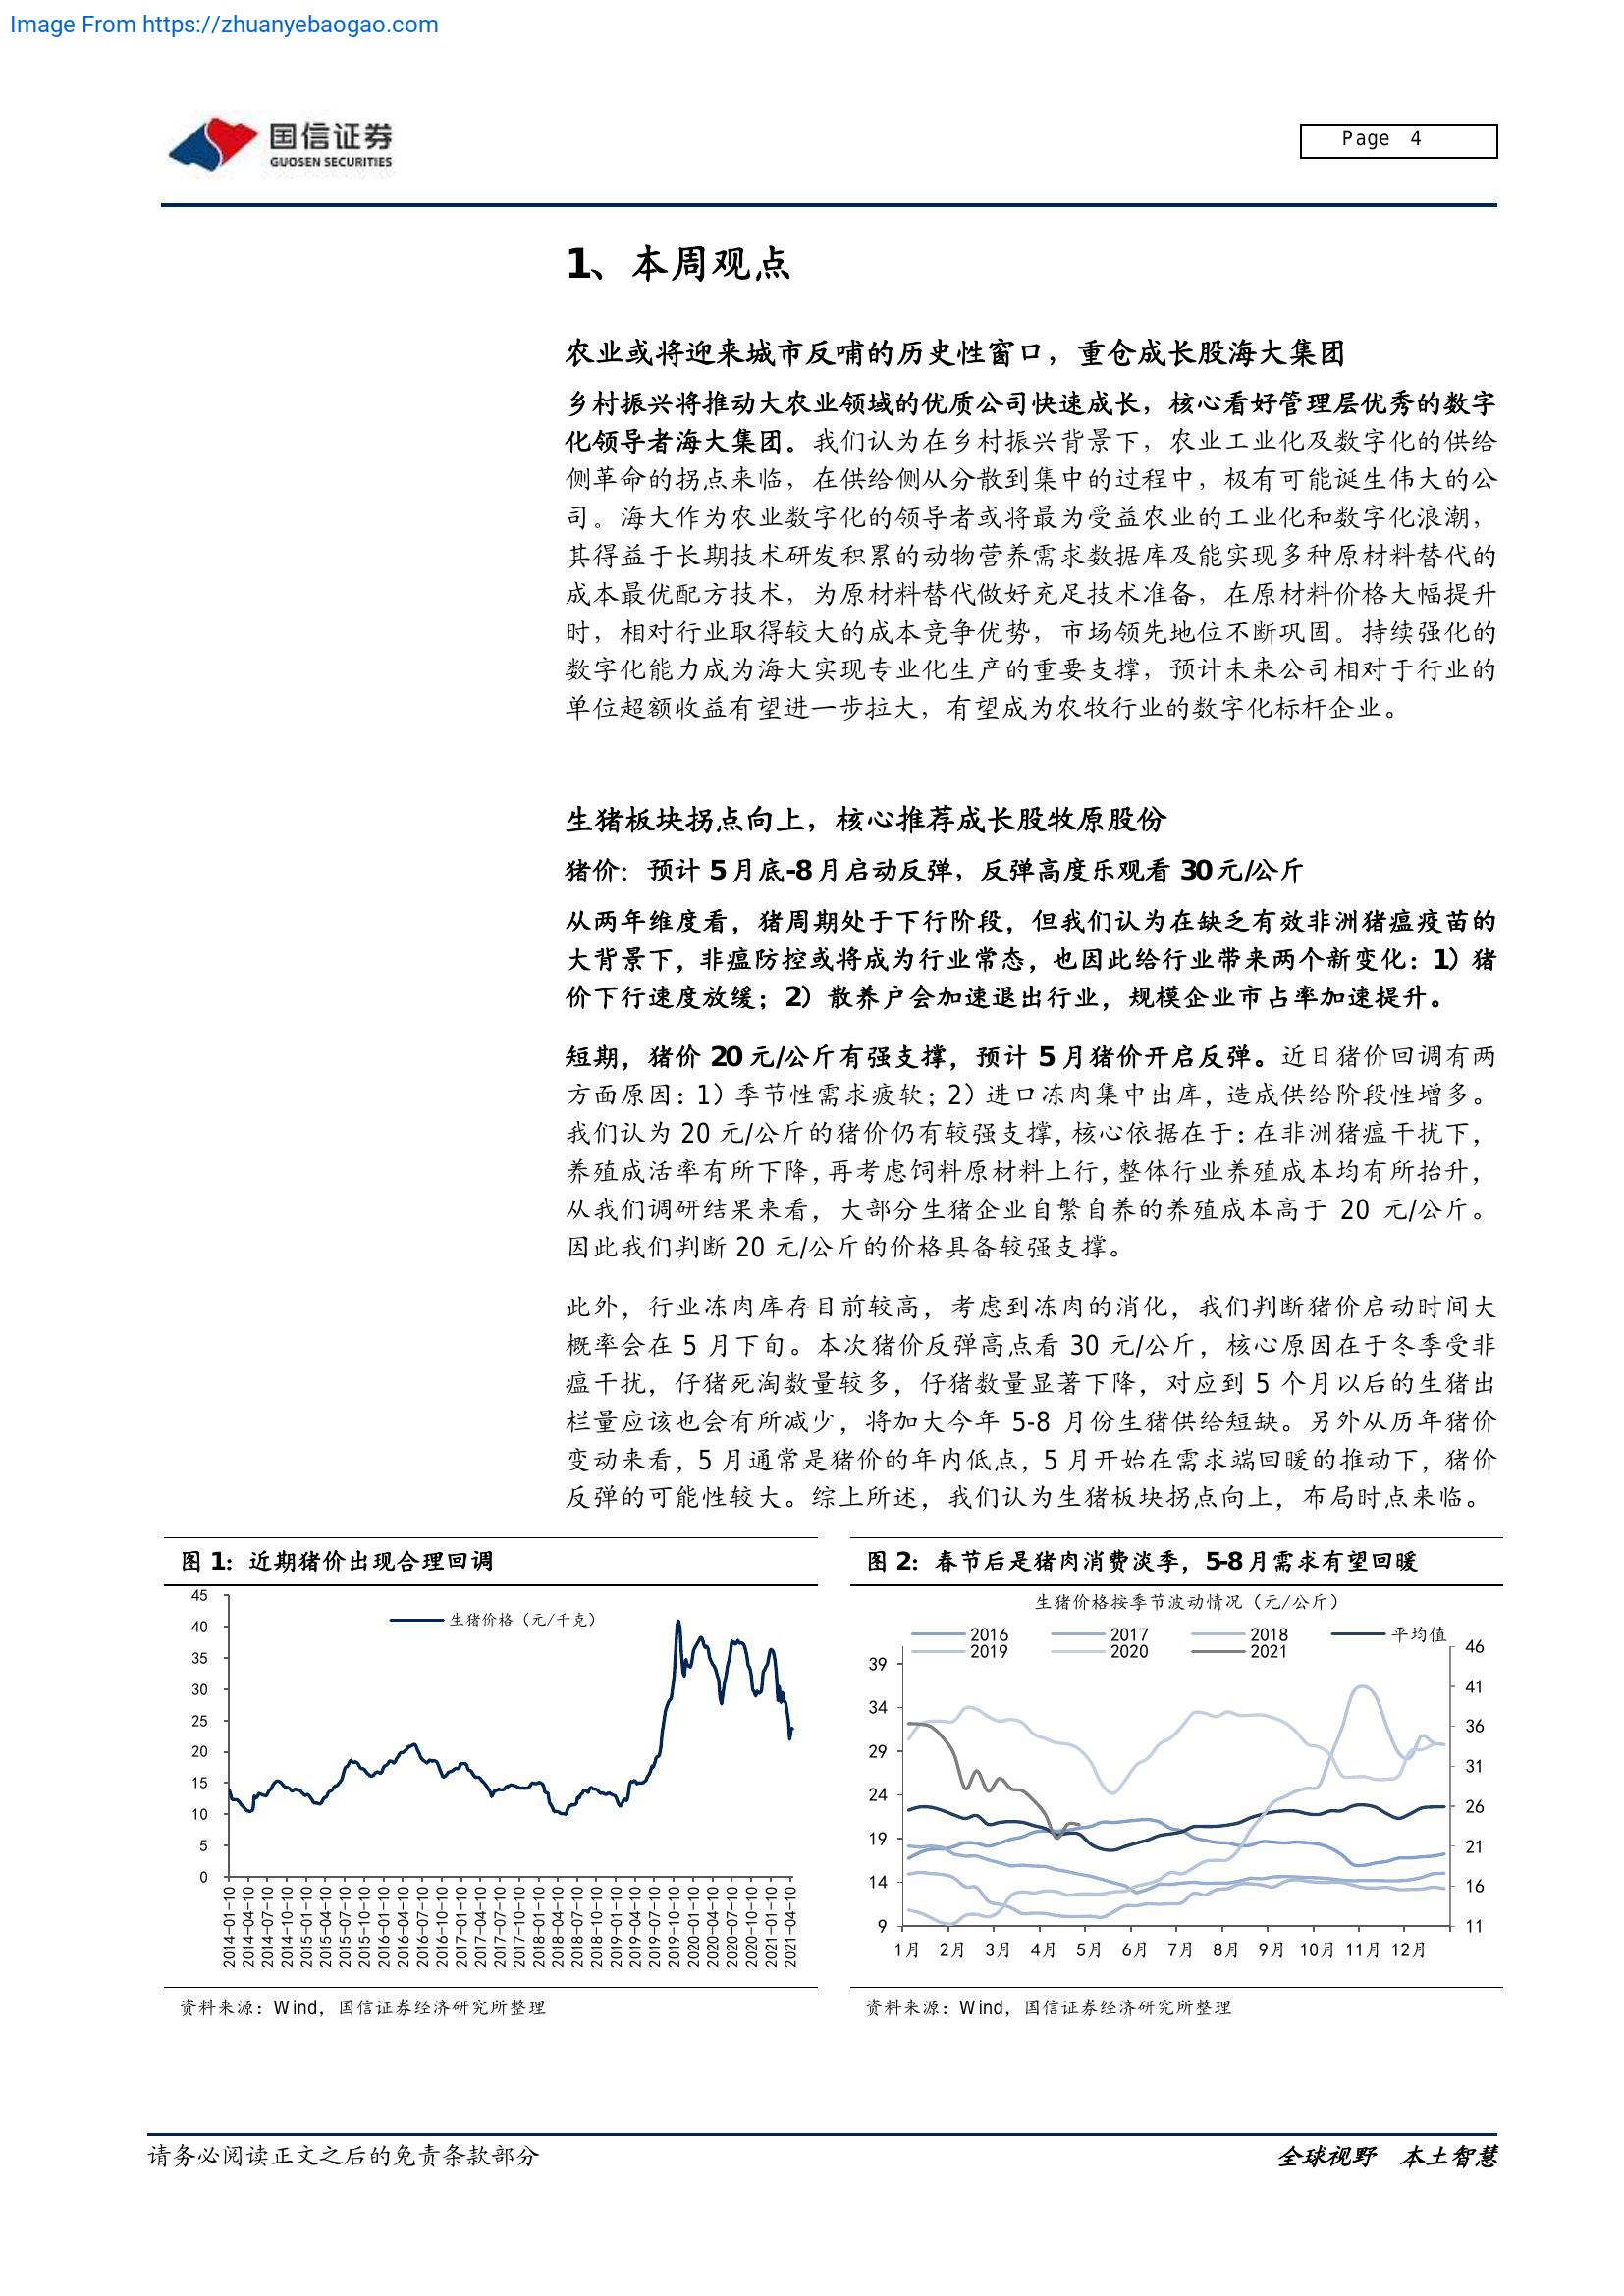 Image From https://zhuanyebaogao.com
国信证券
GUOSEN SECURITIES
Page 4
1、本周观点
农业或将迎来城市反哺的历史性窗口，重仓成长股海大集团
乡村振兴将推动大农业领域的优质公司快速成长，核心看好管理层优秀的数字
化领导者海大集团。我们认为在乡村振兴背景下，农业工业化及数字化的供给
侧革命的拐点来临，在供给侧从分散到集中的过程中，极有可能诞生伟大的公
司。海大作为农业数字化的领导者或将最为受益农业的工业化和数字化浪潮，
其得益于长期技术研发积累的动物营养需求数据库及能实现多种原材料替代的
成本最优配方技术，为原材料替代做好充足技术准备，在原材料价格大幅提升
时，相对行业取得较大的成本竞争优势，市场领先地位不断巩固。持续强化的
数字化能力成为海大实现专业化生产的重要支撑，预计未来公司相对于行业的
单位超额收益有望进一步拉大，有望成为农牧行业的数字化标杆企业。
生猪板块拐点向上，核心推荐成长股牧原股份
猪价：预计 5 月底-8 月启动反弹，反弹高度乐观看 30 元/公斤
从两年维度看，猪周期处于下行阶段，但我们认为在缺乏有效非洲猪瘟疫苗的
大背景下，非瘟防控或将成为行业常态，也因此给行业带来两个新变化：1）猪
价下行速度放缓；2）散养户会加速退出行业，规模企业市占率加速提升。
短期，猪价 20 元/公斤有强支撑，预计 5 月猪价开启反弹。近日猪价回调有两
方面原因：1）季节性需求疲软；2）进口冻肉集中出库，造成供给阶段性增多。
我们认为 20 元/公斤的猪价仍有较强支撑，核心依据在于：在非洲猪瘟干扰下，
养殖成活率有所下降，再考虑饲料原材料上行，整体行业养殖成本均有所抬升，
从我们调研结果来看，大部分生猪企业自繁自养的养殖成本高于 20 元/公斤。
因此我们判断 20 元/公斤的价格具备较强支撑。
此外，行业冻肉库存目前较高，考虑到冻肉的消化，我们判断猪价启动时间大
概率会在 5 月下旬。本次猪价反弹高点看 30 元/公斤，核心原因在于冬季受非
瘟干扰，仔猪死淘数量较多，仔猪数量显著下降，对应到 5 个月以后的生猪出
栏量应该也会有所减少，将加大今年 5-8 月份生猪供给短缺。另外从历年猪价
变动来看，5 月通常是猪价的年内低点，5 月开始在需求端回暖的推动下，猪价
反弹的可能性较大。综上所述，我们认为生猪板块拐点向上，布局时点来临。
图 1：近期猪价出现合理回调
生猪价格（元/千克）
45
40
35
30
25
20
15
10
5
0
2014-01-10
2014-04-10
2014-07-10
2014-10-10
2015-01-10
2015-04-10
2015-07-10
2015-10-10
2016-01-10
2016-04-10
2016-07-10
2016-10-10
2017-01-10
2017-04-10
2017-07-10
2017-10-10
2018-01-10
2018-04-10
2018-07-10
2018-10-10
2019-01-10
2019-04-10
2019-07-10
2019-10-10
2020-01-10
2020-04-10
2020-07-10
2020-10-10
2021-01-10
2021-04-10
资料来源：Wind，国信证券经济研究所整理
图 2：春节后是猪肉消费淡季，5-8 月需求有望回暖
生猪价格按季节波动情况（元/公斤）
2016 2017 2018 平均值
2019 2020 2021
39
34
29
24
19
14
9
46
41
36
31
26
21
16
11
1月 2月 3月 4月 5月 6月 7月 8月 9月 10月 11月 12月
资料来源：Wind，国信证券经济研究所整理
请务必阅读正文之后的免责条款部分
全球视野 本土智慧